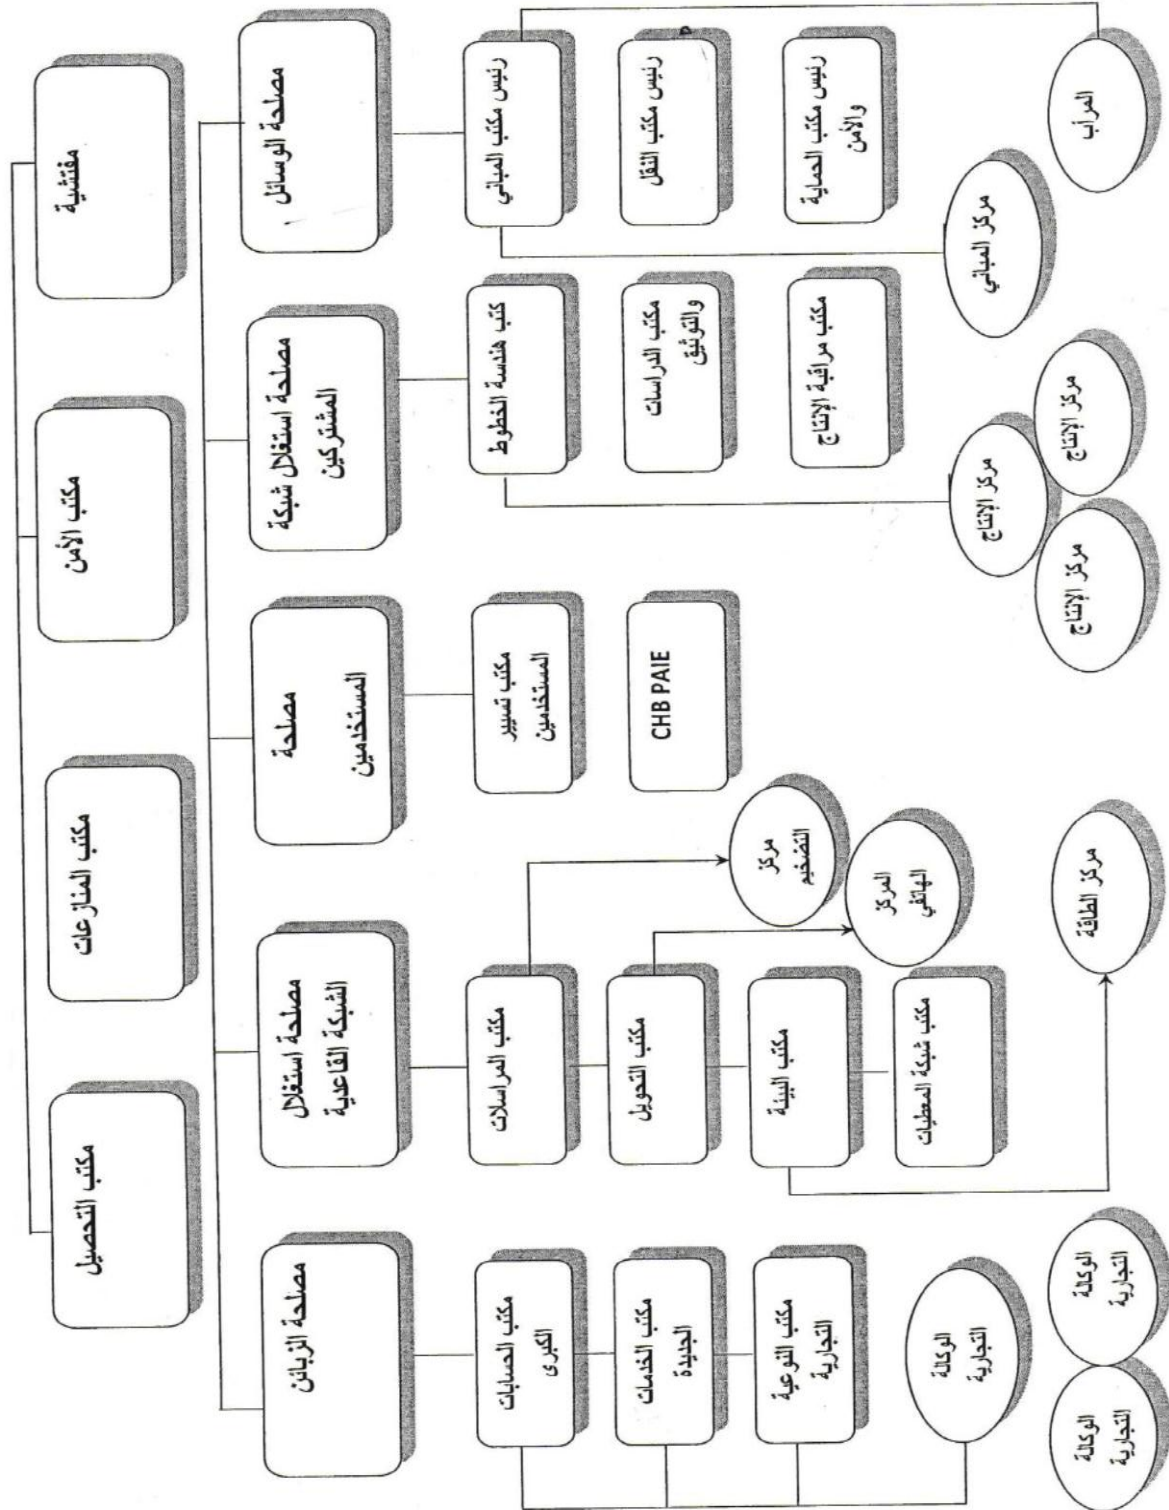 مفتشية
مكتب الأمن
مكتب المنازعات
مكتب التحصيل
مصلحة الوسائل
مصلحة استغلال شبكة
المشتركين
مصلحة
المستخدمين
مصلحة استغلال
الشبكة القاعدية
مصلحة الزبائن
رئيس مكتب المباني
رئيس مكتب النقل
رئيس مكتب الحماية
والأمن
المرأب
مركز المباني
كتب هندسة الخطوط
مكتب الدراسات
والتوثيق
مكتب مراقبة الإنتاج
مركز الإنتاج
مركز الإنتاج
مركز الإنتاج
مكتب تسيير
المستخدمين
CHB PAIE
مكتب المراسلات
مكتب التحويل
مكتب البيئة
مكتب شبكة المعطيات
مركز
التضخيم
المركز
الهاتفي
مركز الطاقة
مكتب الحسابات
الكبرى
مكتب الخدمات
الجديدة
مكتب النوعية
التجارية
الوكالة
التجارية
الوكالة
التجارية
الوكالة
التجارية